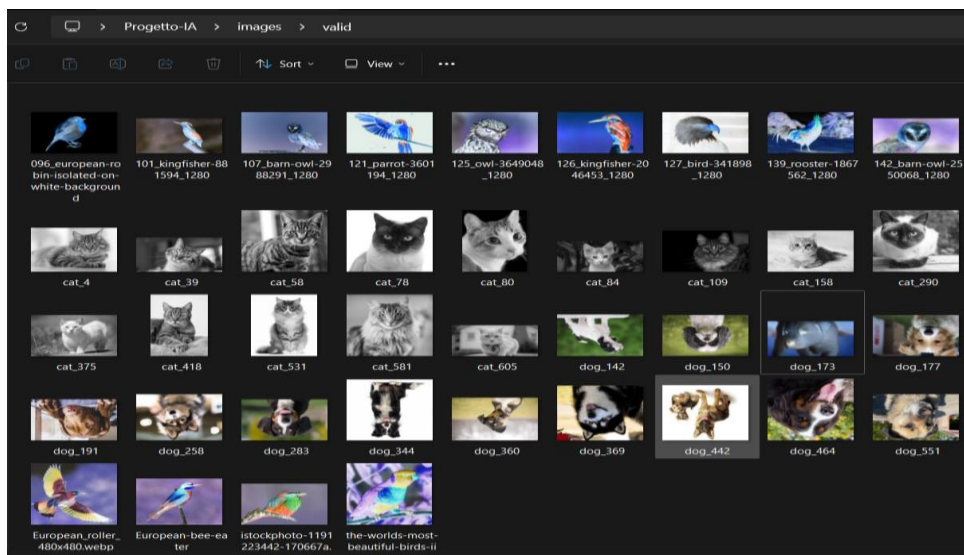 > Progetto-IA > images > valid
Sort View
096_european-ro
bin-isolated-on-
white-backgroun
d
101_kingfisher-88
1594_1280
107_barn-owl-29
88291_1280
121_parrot-3601
194_1280
125_owl-3649048
_1280
126_kingfisher-20
46453_1280
127_bird-341898
_1280
139_rooster-1867
562_1280
142_barn-owl-25
50068_1280
cat_4
cat_39
cat_58
cat_78
cat_80
cat_84
cat_109
cat_158
cat_290
cat_375
cat_418
cat_531
cat_581
cat_605
dog_142
dog_150
dog_173
dog_177
dog_191
dog_258
dog_283
dog_344
dog_360
dog_369
dog_442
dog_464
dog_551
European_roller_
480x480.webp
European-bee-ea
ter
istockphoto-1191
223442-170667a.
the-worlds-most-
beautiful-birds-ii